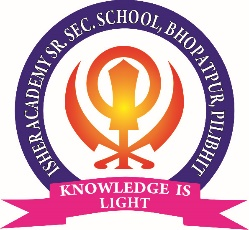 ISHER ACADEMY SR. SEC. SCHOOL, BHOPATPUR, PILIBHIT
KNOWLEDGE IS
LIGHT